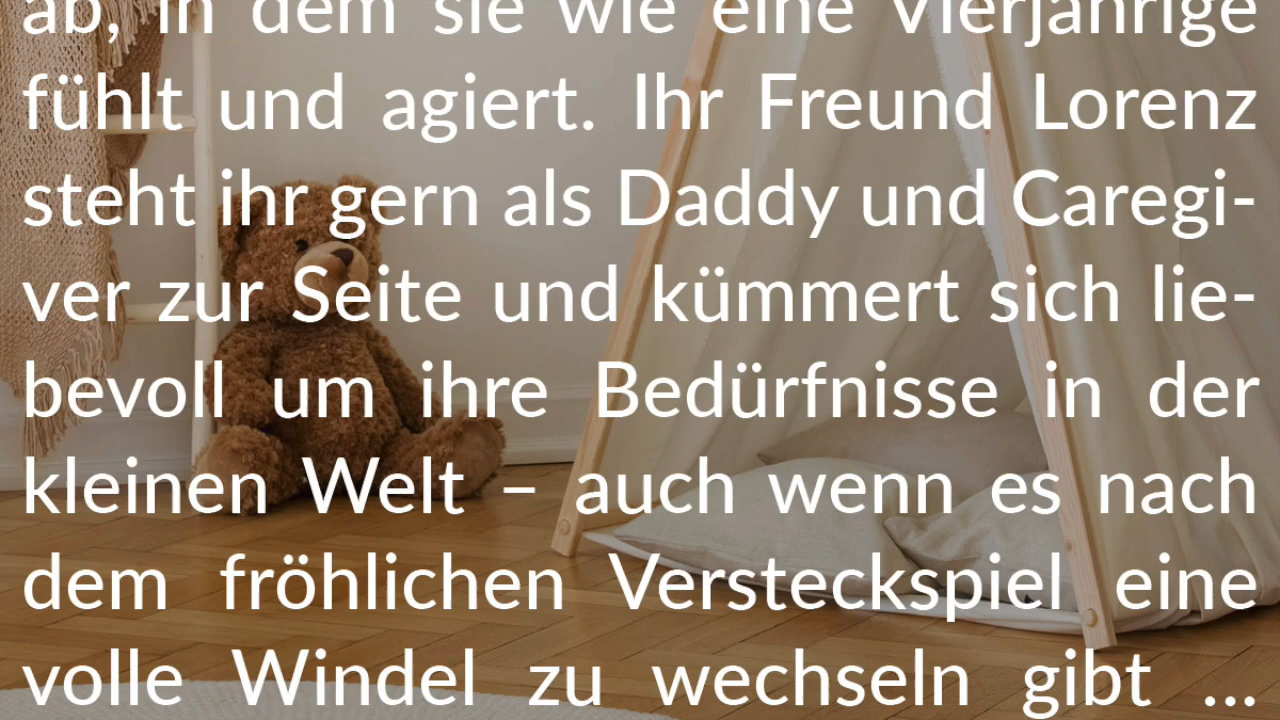 ab, in dem sie wie eine Vierjährige
fühlt und agiert. Ihr Freund Lorenz
steht ihr gern als Daddy und Caregi-
ver zur Seite und kümmert sich lie-
bevoll um ihre Bedürfnisse in der
kleinen Welt – auch wenn es nach
dem fröhlichen Versteckspiel eine
volle Windel zu wechseln gibt ...